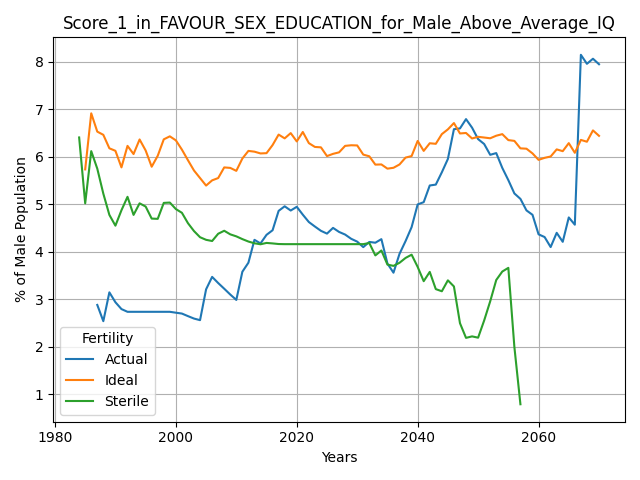 Score_1_in_FAVOUR_SEX_EDUCATION_for_Male_Above_Average_IQ
8
7
6
5
4
3
2
1
% of Male Population
Fertility
Actual
Ideal
Sterile
1980
2000
2020
2040
2060
Years